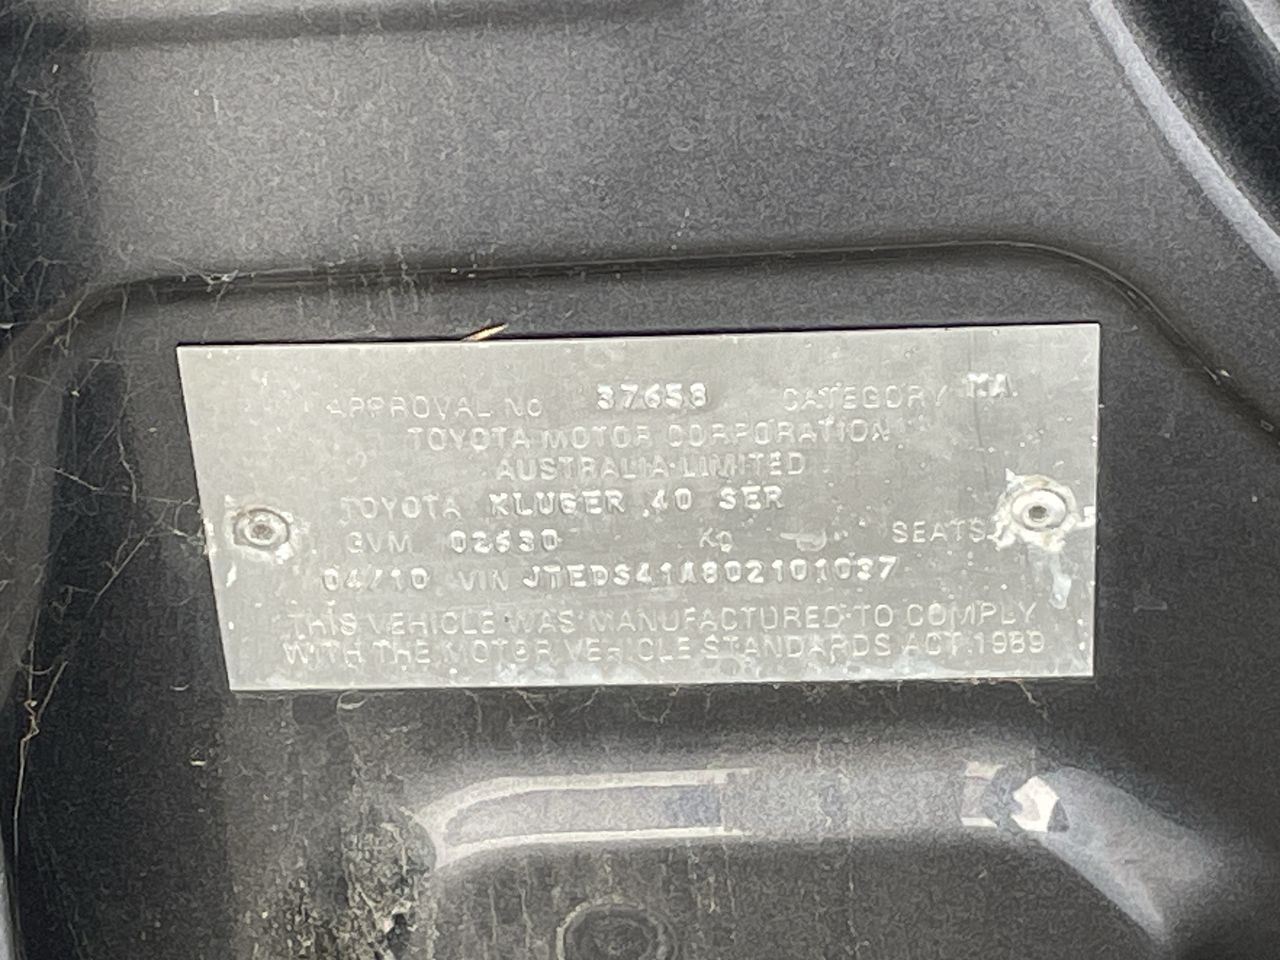 APPROVAL No 37658 CATEGORY MA
TOYOTA MOTOR CORPORATION
AUSTRALIA LIMITED
TOYOTA KLUGER 40 SER
GVM 02630 KG SEATS
04/10 VIN JTEDS41A802101037
THIS VEHICLE WAS MANUFACTURED TO COMPLY
WITH THE MOTOR VEHICLE STANDARDS ACT 1989